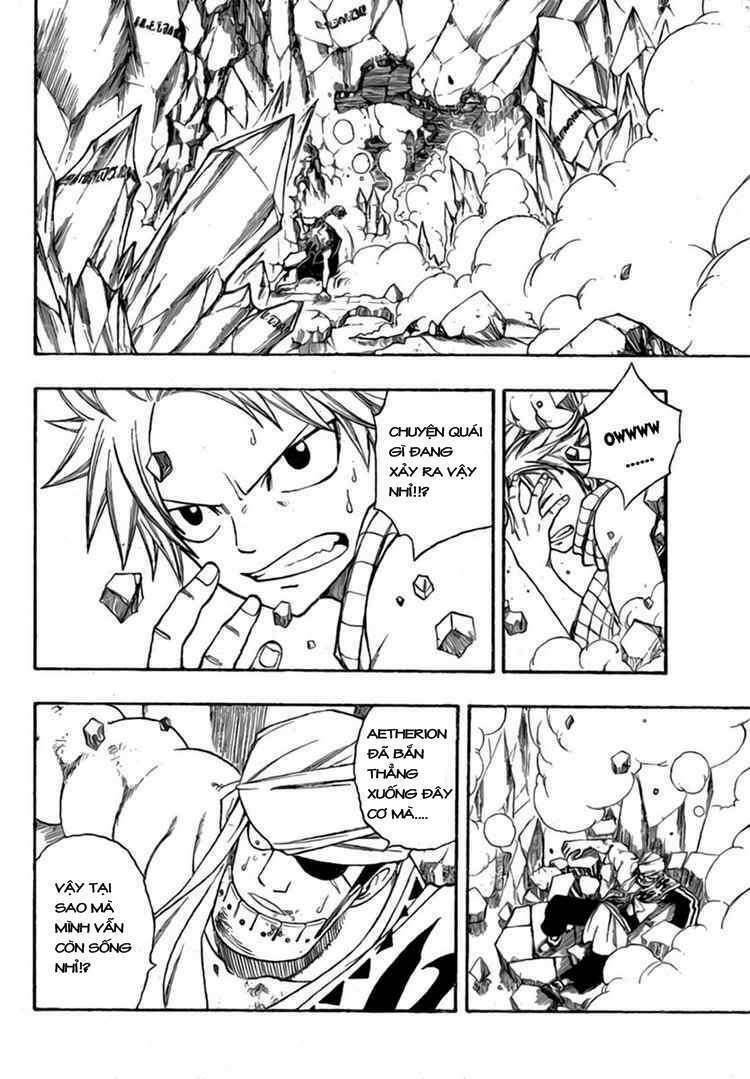 OWWWW
......
CHUYỆN QUÁI
GÌ ĐANG
XẢY RA VẬY
NHỈ!!?
AETHERION
ĐÃ BẮN
THẲNG
XUỐNG ĐÂY
CƠ MÀ....
VẬY TẠI
SAO MÀ
MÌNH VẪN
CÒN SỐNG
NHỈ!?